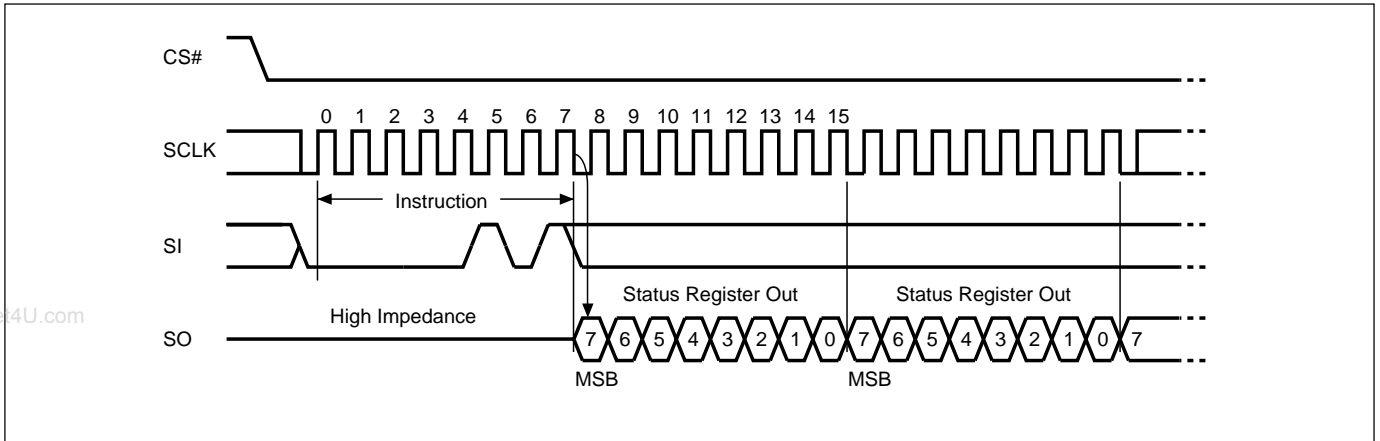 CS#
0 1 2 3 4 5 6 7 8 9 10 11 12 13 14 15
SCLK
Instruction
SI
Status Register Out Status Register Out
High Impedance
et4U.com
SO
7 6 5 4 3 2 1 0 7 6 5 4 3 2 1 0 7
MSB MSB